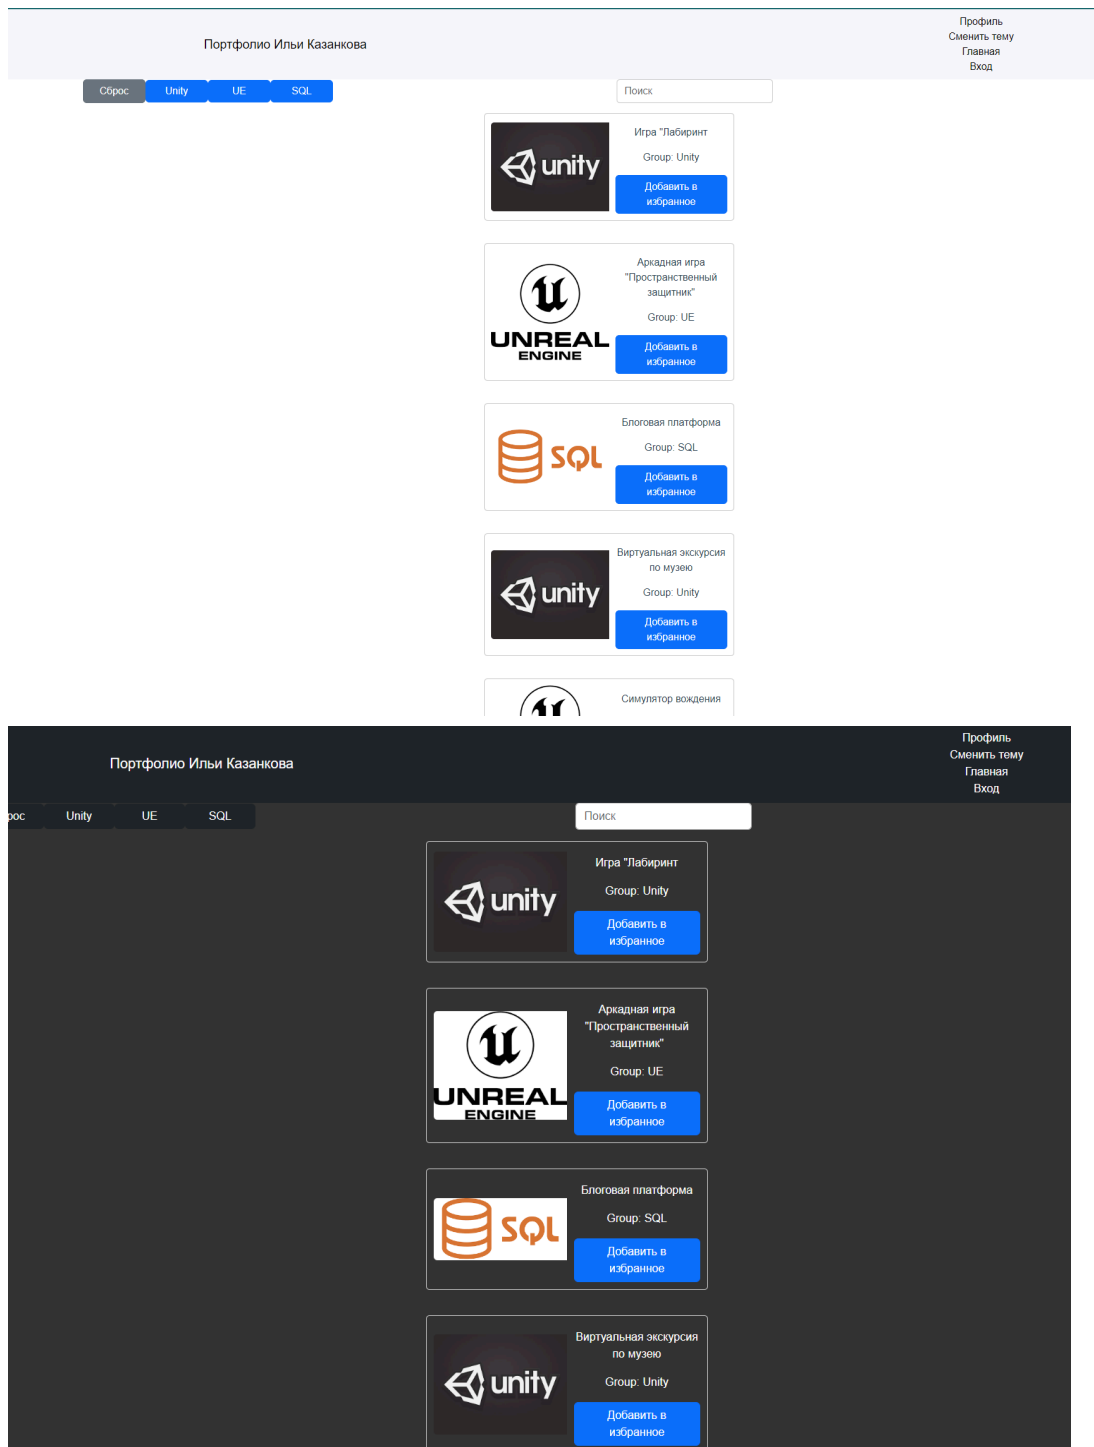 Портфолио Ильи Казанкова
Профиль
Сменить тему
Главная
Вход
Сброс
Unity
UE
SQL
Поиск
unity
Игра "Лабиринт
Group: Unity
Добавить в
избранное
UNREAL
ENGINE
Аркадная игра
"Пространственный
защитник"
Group: UE
Добавить в
избранное
SQL
Блоговая платформа
Group: SQL
Добавить в
избранное
unity
Виртуальная экскурсия
по музею
Group: Unity
Добавить в
избранное
Симулятор вождения
Портфолио Ильи Казанкова
Профиль
Сменить тему
Главная
Вход
рос
Unity
UE
SQL
Поиск
unity
Игра "Лабиринт
Group: Unity
Добавить в
избранное
UNREAL
ENGINE
Аркадная игра
"Пространственный
защитник"
Group: UE
Добавить в
избранное
SQL
Блоговая платформа
Group: SQL
Добавить в
избранное
unity
Виртуальная экскурсия
по музею
Group: Unity
Добавить в
избранное